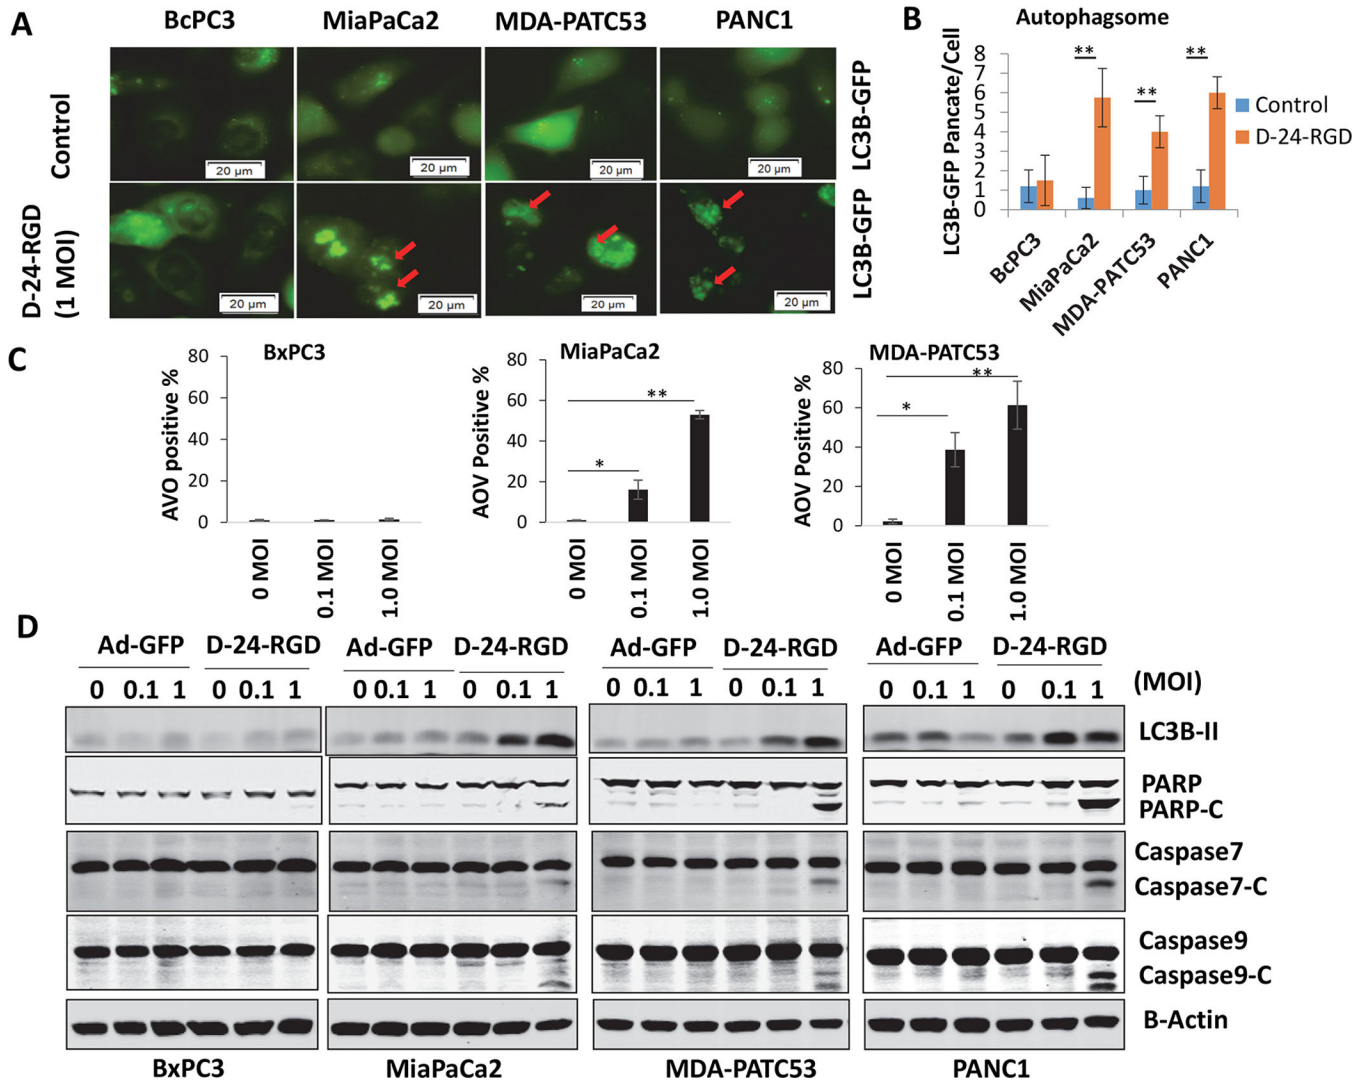 A
BcPC3 MiaPaCa2 MDA-PATC53 PANC1
Control
LC3B-GFP
20 µm 20 µm 20 µm 20 µm
D-24-RGD
(1 MOI)
LC3B-GFP
20 µm 20 µm 20 µm 20 µm
B
Autophagsome
LC3B-GFP Pancate/Cell
8
7
6
5
4
3
2
1
0
** ** **
Control
D-24-RGD
BcPC3 MiaPaCa2 MDA-PATC53 PANC1
C
BxPC3
AVO positive %
80
60
40
20
0
0 MOI 0.1 MOI 1.0 MOI
MiaPaCa2
AOV Positive %
80
60
40
20
0
* **
0 MOI 0.1 MOI 1.0 MOI
MDA-PATC53
AOV Positive %
80
60
40
20
0
* **
0 MOI 0.1 MOI 1.0 MOI
D
Ad-GFP D-24-RGD Ad-GFP D-24-RGD Ad-GFP D-24-RGD Ad-GFP D-24-RGD
0 0.1 1 0 0.1 1 0 0.1 1 0 0.1 1 0 0.1 1 0 0.1 1 0 0.1 1 0 0.1 1 (MOI)
LC3B-II
PARP
PARP-C
Caspase7
Caspase7-C
Caspase9
Caspase9-C
B-Actin
BxPC3 MiaPaCa2 MDA-PATC53 PANC1